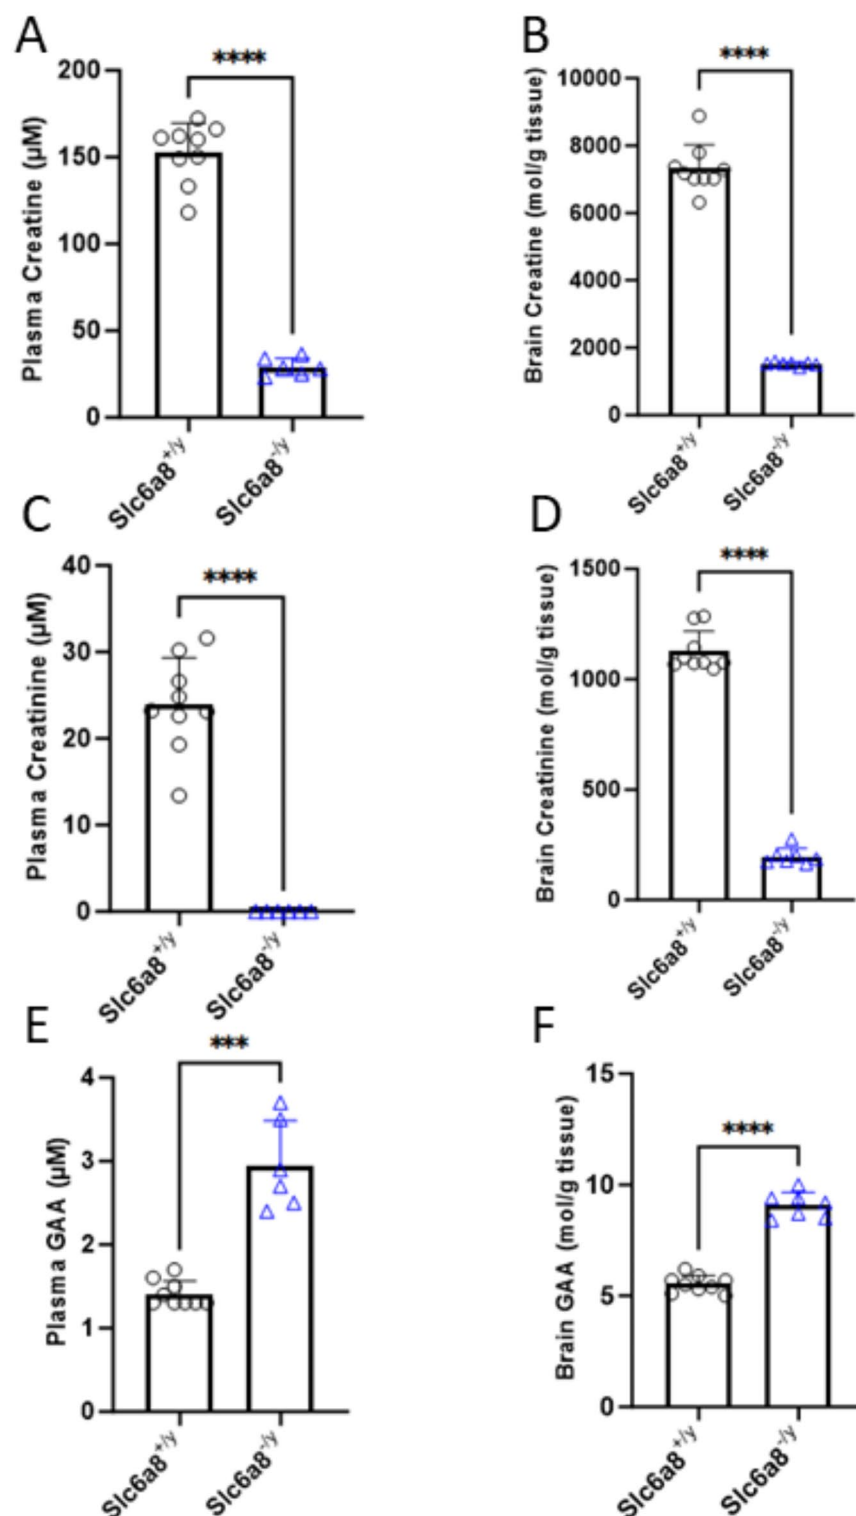 A
B
****
****
Plasma Creatine (µM)
200
150
100
50
0
Slc6a8+/y
Slc6a8-/y
Brain Creatine (mol/g tissue)
10000
8000
6000
4000
2000
0
Slc6a8+/y
Slc6a8-/y
C
D
****
****
Plasma Creatinine (µM)
40
30
20
10
0
Slc6a8+/y
Slc6a8-/y
Brain Creatinine (mol/g tissue)
1500
1000
500
0
Slc6a8+/y
Slc6a8-/y
E
F
***
****
Plasma GAA (µM)
4
3
2
1
0
Slc6a8+/y
Slc6a8-/y
Brain GAA (mol/g tissue)
15
10
5
0
Slc6a8+/y
Slc6a8-/y